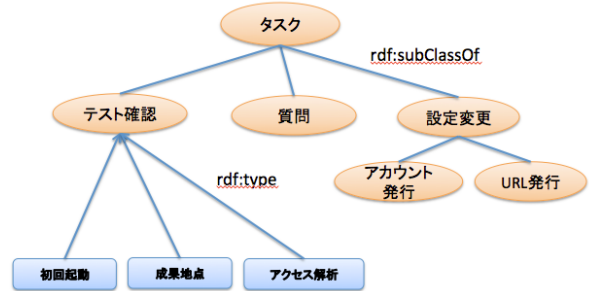 タスク
rdf:subClassOf
テスト確認
質問
設定変更
rdf:type
アカウント
発行
URL発行
初回起動
成果地点
アクセス解析